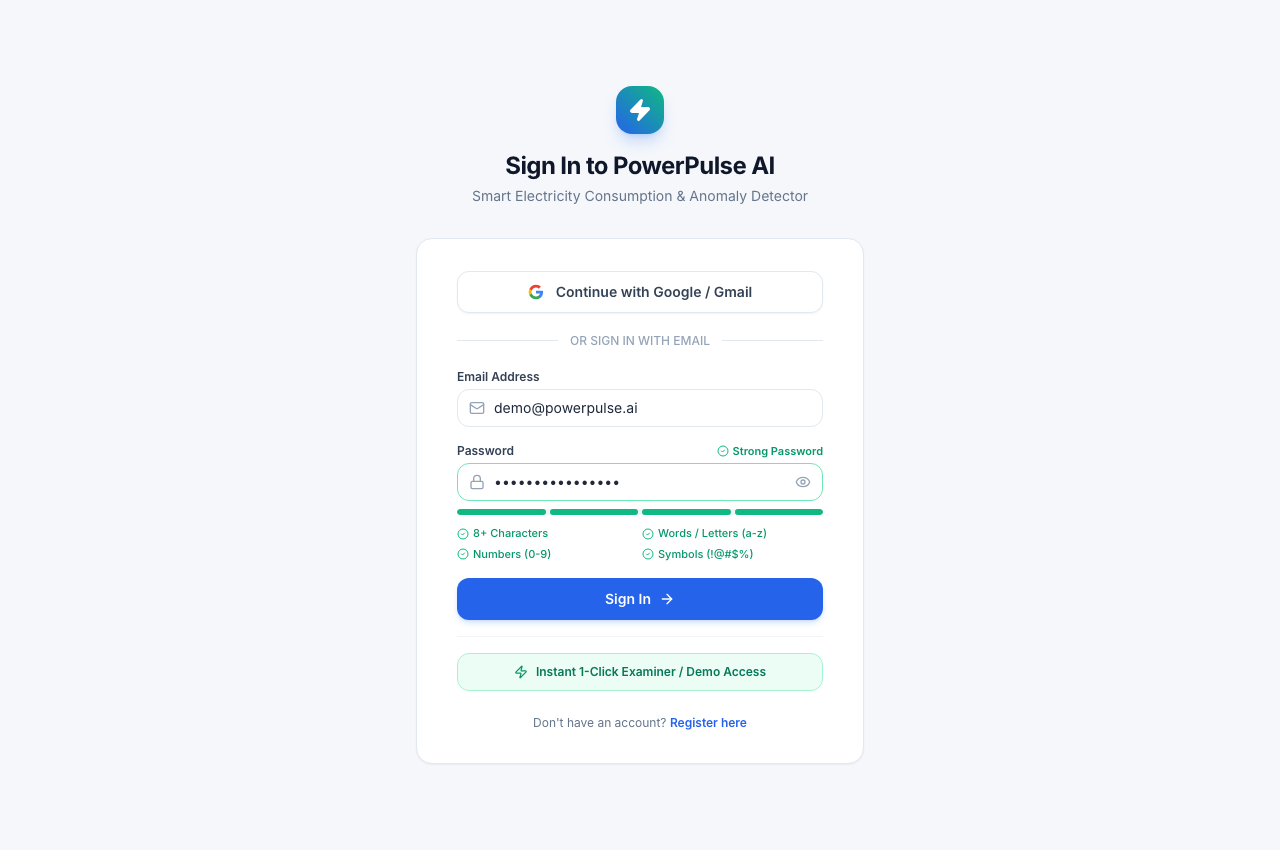 Sign In to PowerPulse AI
Smart Electricity Consumption & Anomaly Detector
Continue with Google / Gmail
OR SIGN IN WITH EMAIL
Email Address
demo@powerpulse.ai
Password
Strong Password
••••••••••••••••
8+ Characters
Words / Letters (a-z)
Numbers (0-9)
Symbols (!@#$%)
Sign In →
Instant 1-Click Examiner / Demo Access
Don't have an account? Register here